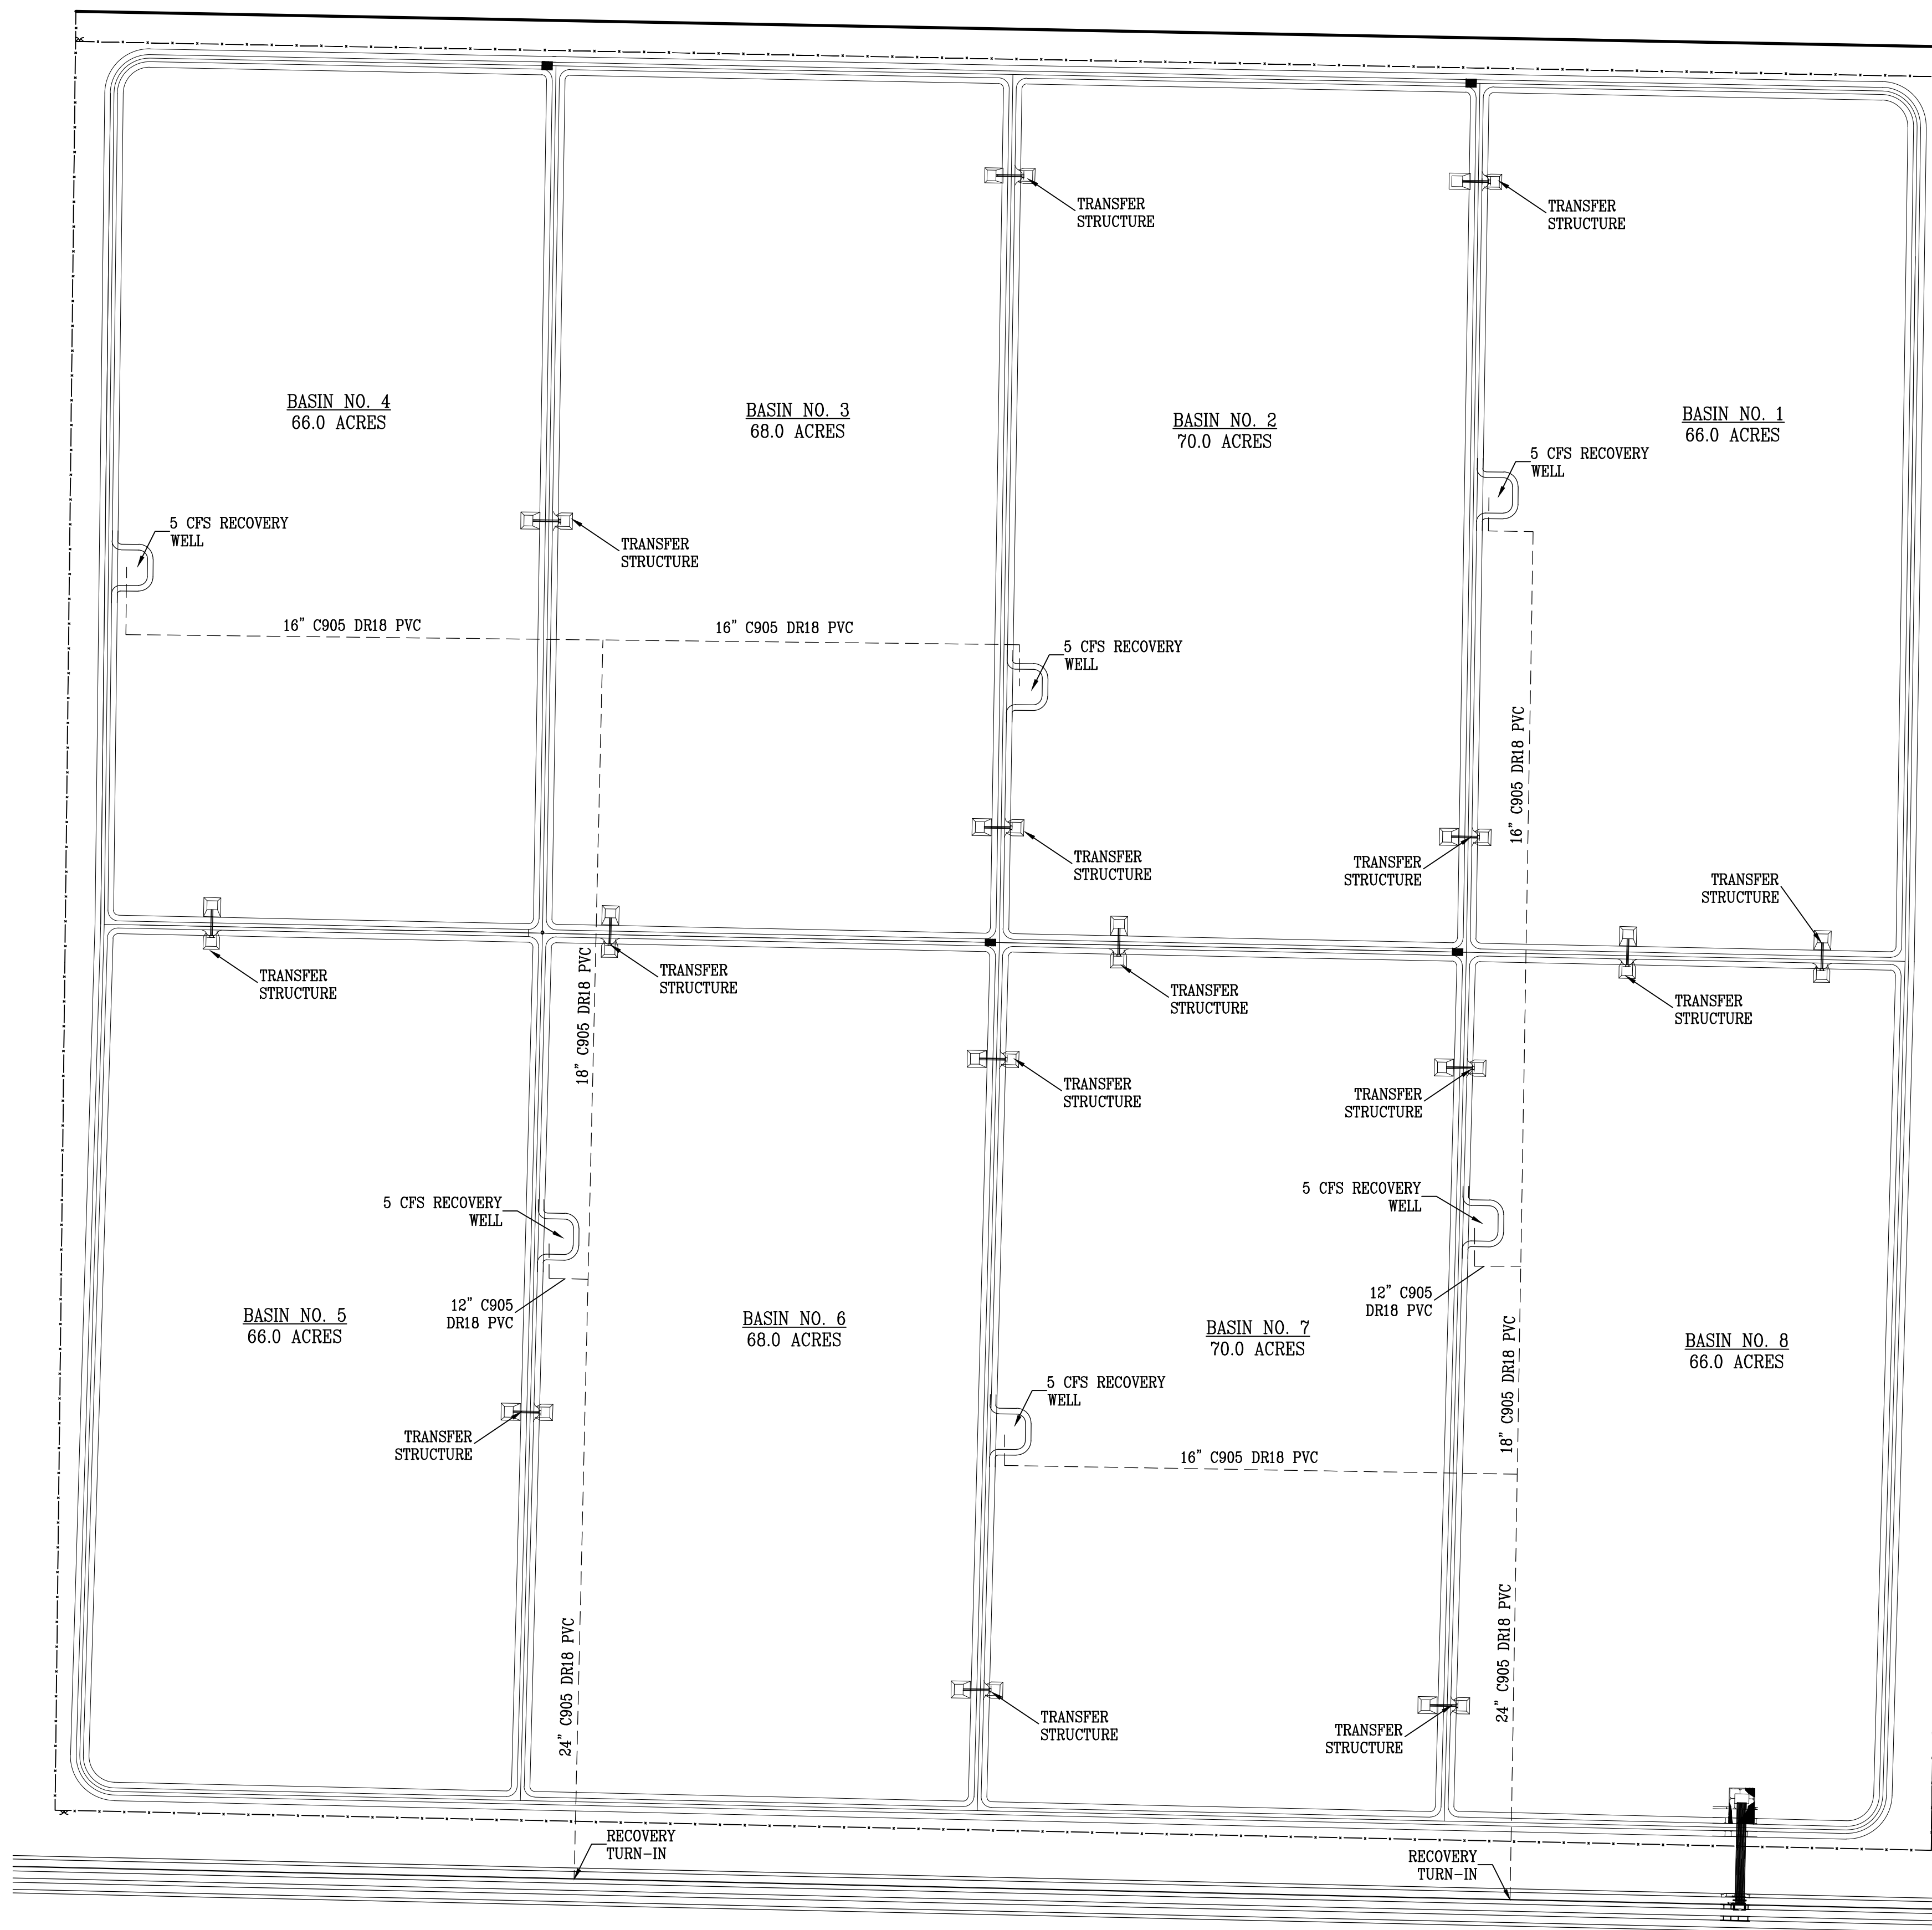 TRANSFER
STRUCTURE
TRANSFER
STRUCTURE
BASIN NO. 4
66.0 ACRES
BASIN NO. 3
68.0 ACRES
BASIN NO. 2
70.0 ACRES
BASIN NO. 1
66.0 ACRES
5 CFS RECOVERY
WELL
5 CFS RECOVERY
WELL
TRANSFER
STRUCTURE
16" C905 DR18 PVC
16" C905 DR18 PVC
5 CFS RECOVERY
WELL
16" C905 DR18 PVC
TRANSFER
STRUCTURE
TRANSFER
STRUCTURE
TRANSFER
STRUCTURE
TRANSFER
STRUCTURE
18" C905 DR18 PVC
TRANSFER
STRUCTURE
TRANSFER
STRUCTURE
TRANSFER
STRUCTURE
TRANSFER
STRUCTURE
TRANSFER
STRUCTURE
5 CFS RECOVERY
WELL
5 CFS RECOVERY
WELL
12" C905
DR18 PVC
12" C905
DR18 PVC
BASIN NO. 5
66.0 ACRES
BASIN NO. 6
68.0 ACRES
BASIN NO. 7
70.0 ACRES
18" C905 DR18 PVC
BASIN NO. 8
66.0 ACRES
5 CFS RECOVERY
WELL
TRANSFER
STRUCTURE
16" C905 DR18 PVC
24" C905 DR18 PVC
24" C905 DR18 PVC
TRANSFER
STRUCTURE
TRANSFER
STRUCTURE
RECOVERY
TURN-IN
RECOVERY
TURN-IN